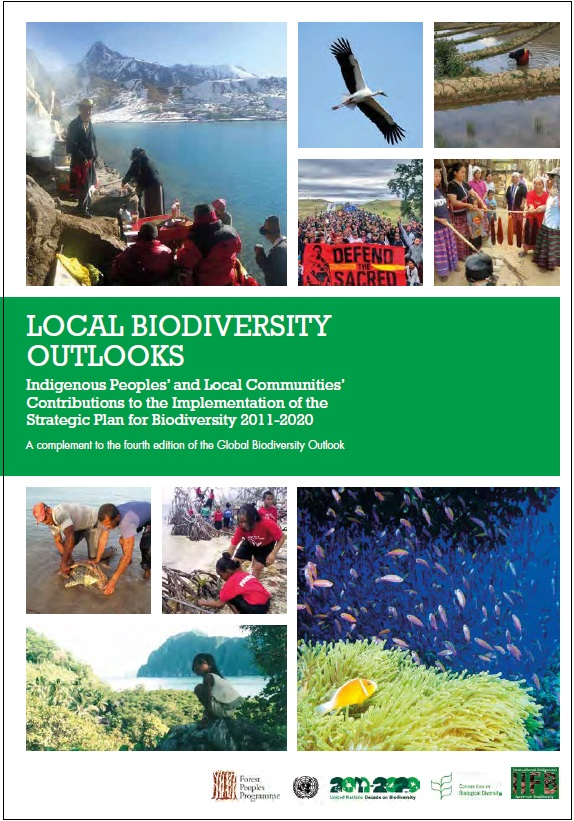 DEFEND
THE
SACRED
LOCAL BIODIVERSITY
OUTLOOKS
Indigenous Peoples’ and Local Communities’
Contributions to the Implementation of the
Strategic Plan for Biodiversity 2011-2020
A complement to the fourth edition of the Global Biodiversity Outlook
Forest
Peoples
Programme
2011-2020
United Nations Decade on Biodiversity
Convention on
Biological Diversity
International Indigenous
IIFB